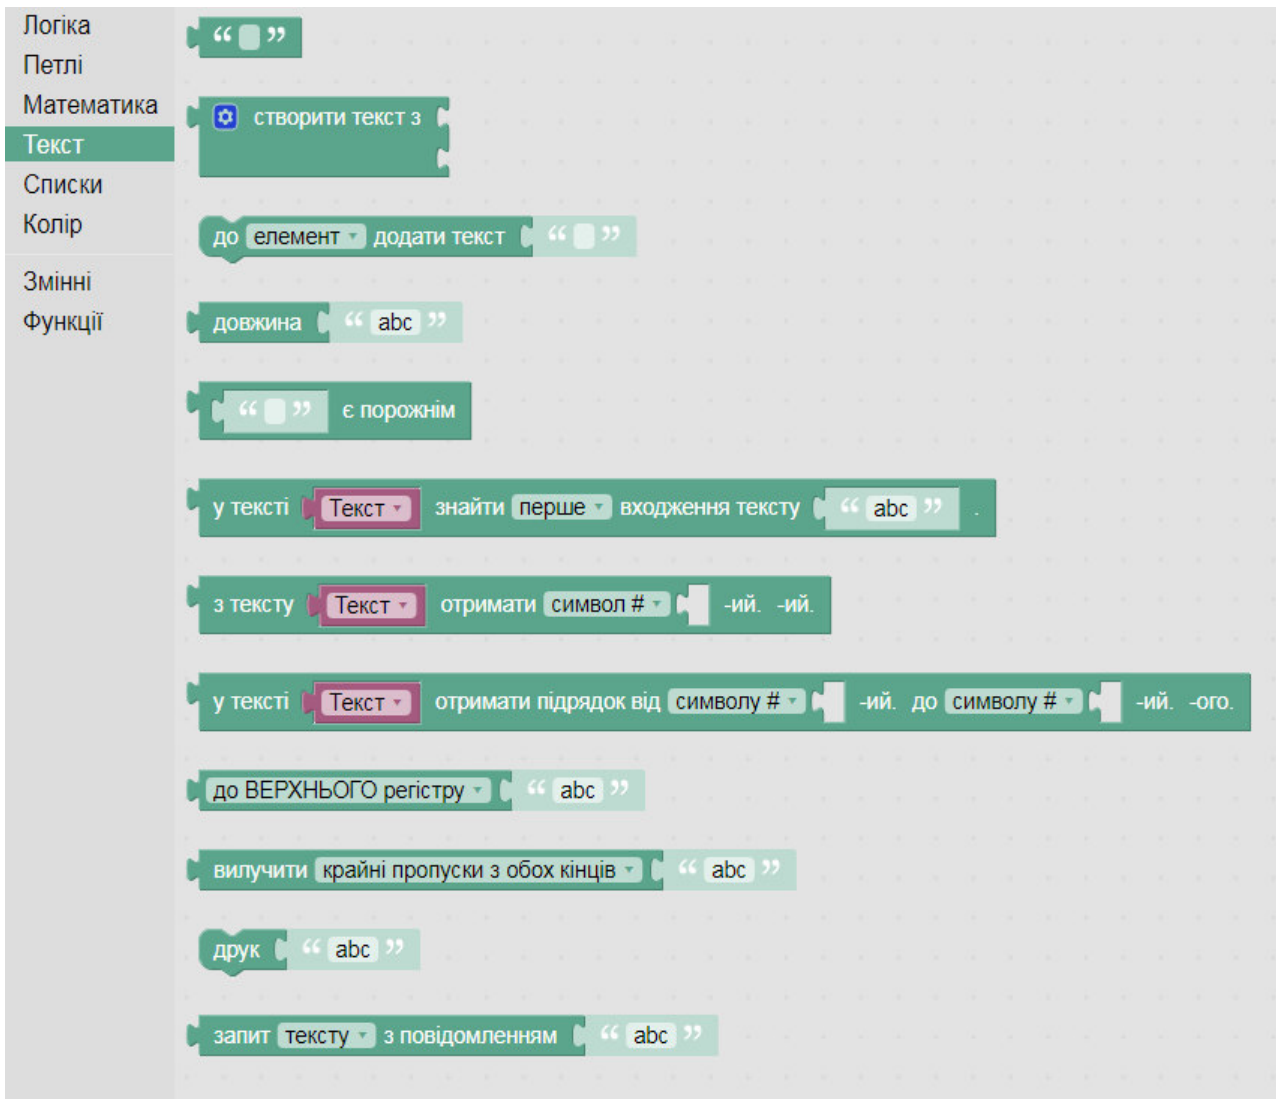 Логіка
Петлі
Математика
Текст
Списки
Колір
Змінні
Функції
“ ”
створити текст з
до елемент додати текст “ ”
довжина “ abc ”
“ ” є порожнім
у тексті Текст знайти перше входження тексту “ abc ” .
з тексту Текст отримати символ # -ий. -ий.
у тексті Текст отримати підрядок від символу # -ий. до символу # -ий. -ого.
до ВЕРХНЬОГО регістру “ abc ”
вилучити крайні пропуски з обох кінців “ abc ”
друк “ abc ”
запит тексту з повідомленням “ abc ”